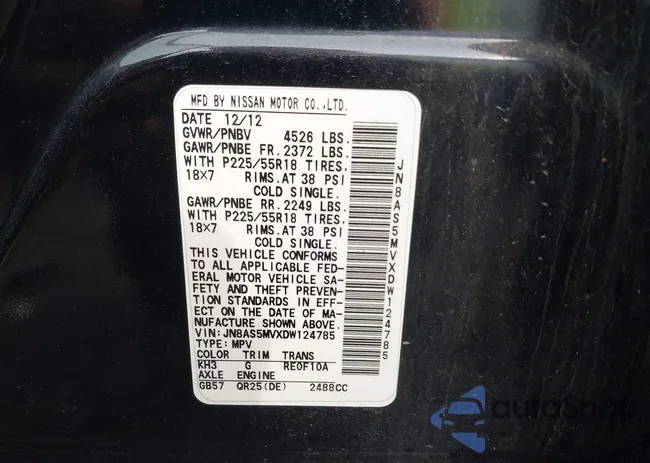 MFD BY NISSAN MOTOR CO.,LTD.
DATE 12/12
GVWR/PNBV 4526 LBS.
GAWR/PNBE FR.2372 LBS.
WITH P225/55R18 TIRES,
18×7 RIMS.AT 38 PSI
COLD SINGLE.
GAWR/PNBE RR.2249 LBS.
WITH P225/55R18 TIRES,
18×7 RIMS.AT 38 PSI
COLD SINGLE.
THIS VEHICLE CONFORMS
TO ALL APPLICABLE FED-
ERAL MOTOR VEHICLE SA-
FETY AND THEFT PREVEN-
TION STANDARDS IN EFF-
ECT ON THE DATE OF MA-
NUFACTURE SHOWN ABOVE.
VIN:JN8AS5MVXDW124785
TYPE:MPV
COLOR TRIM TRANS
KH3 G RE0F10A
AXLE ENGINE
GB57 QR25(DE) 2488CC
JN8AS5MVXDW124785